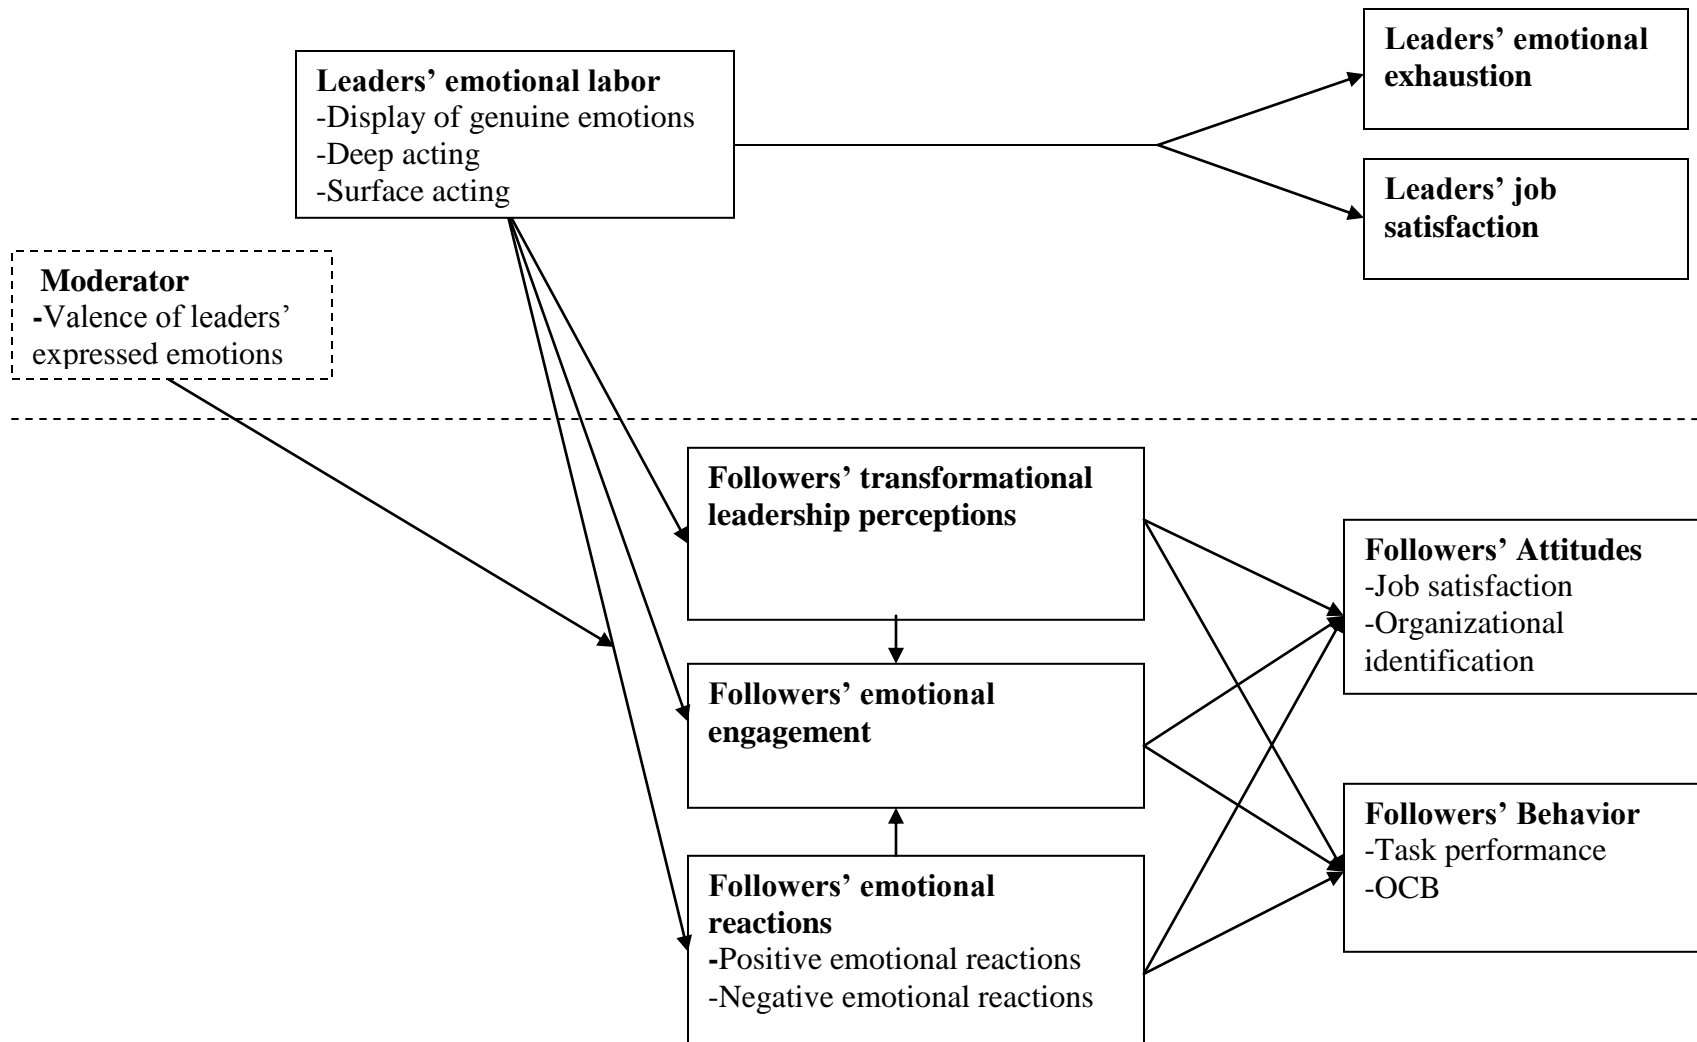 Leaders’ emotional
exhaustion
Leaders’ emotional labor
-Display of genuine emotions
-Deep acting
-Surface acting
Leaders’ job
satisfaction
Moderator
-Valence of leaders’
expressed emotions
Followers’ transformational
leadership perceptions
Followers’ Attitudes
-Job satisfaction
-Organizational
identification
Followers’ emotional
engagement
Followers’ Behavior
-Task performance
-OCB
Followers’ emotional
reactions
-Positive emotional reactions
-Negative emotional reactions